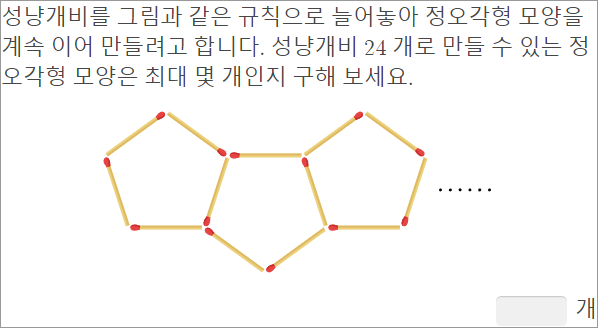 성냥개비를 그림과 같은 규칙으로 늘어놓아 정오각형 모양을
계속 이어 만들려고 합니다. 성냥개비 24 개로 만들 수 있는 정
오각형 모양은 최대 몇 개인지 구해 보세요.
······
개